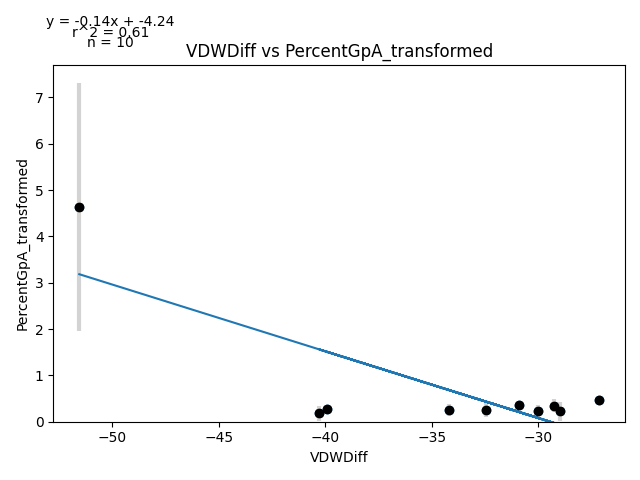 y = -0.14x + -4.24
r^2 = 0.61
n = 10
VDWDiff vs PercentGpA_transformed
PercentGpA_transformed
7
6
5
4
3
2
1
0
−50
−45
−40
−35
−30
VDWDiff